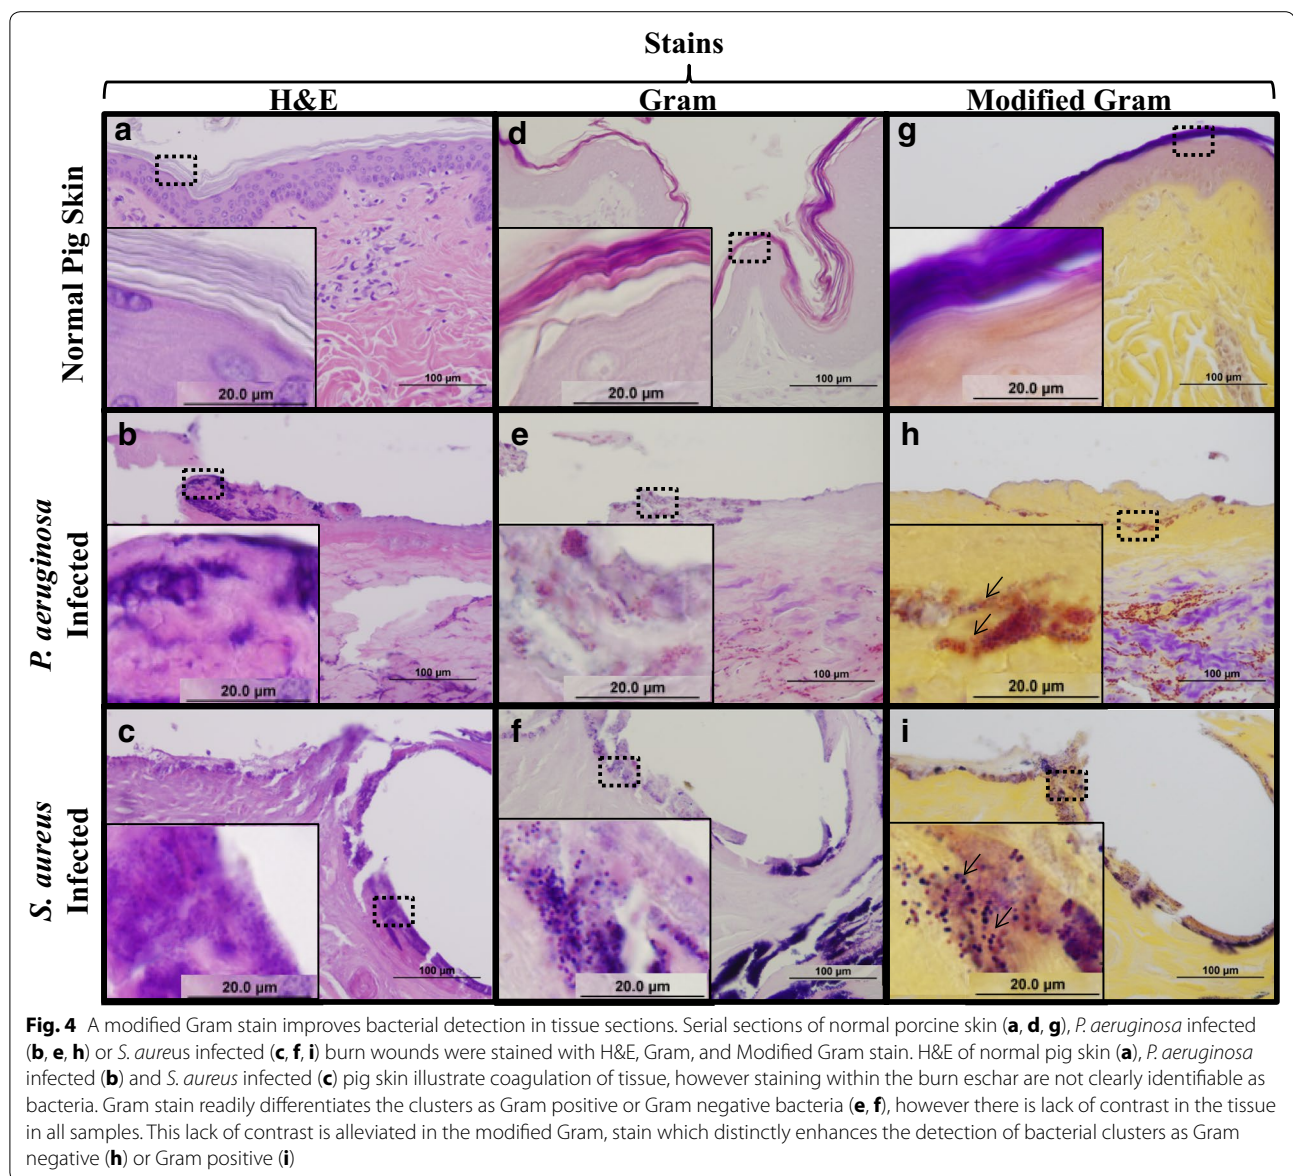 Stains
H&E Gram Modified Gram
Normal Pig Skin
a
20.0 µm
100 µm
d
20.0 µm
100 µm
g
20.0 µm
100 µm
P. aeruginosa
Infected
b
20.0 µm
100 µm
e
20.0 µm
100 µm
h
20.0 µm
100 µm
S. aureus
Infected
c
20.0 µm
100 µm
f
20.0 µm
100 µm
i
20.0 µm
100 µm
Fig. 4 A modified Gram stain improves bacterial detection in tissue sections. Serial sections of normal porcine skin (a, d, g), P. aeruginosa infected
(b, e, h) or S. aureus infected (c, f, i) burn wounds were stained with H&E, Gram, and Modified Gram stain. H&E of normal pig skin (a), P. aeruginosa
infected (b) and S. aureus infected (c) pig skin illustrate coagulation of tissue, however staining within the burn eschar are not clearly identifiable as
bacteria. Gram stain readily differentiates the clusters as Gram positive or Gram negative bacteria (e, f), however there is lack of contrast in the tissue
in all samples. This lack of contrast is alleviated in the modified Gram, stain which distinctly enhances the detection of bacterial clusters as Gram
negative (h) or Gram positive (i)